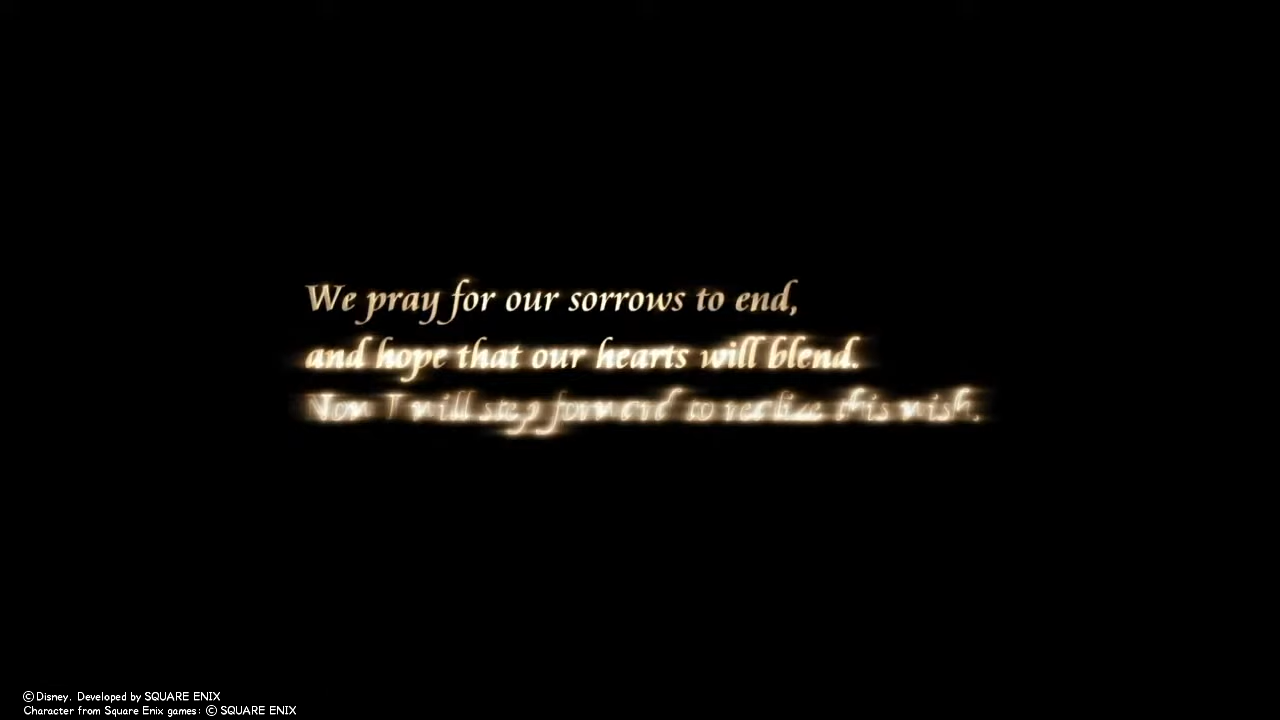 We pray for our sorrows to end,
and hope that our hearts will blend.
Now I will step forward to realize this wish.
©Disney. Developed by SQUARE ENIX
Character from Square Enix games: © SQUARE ENIX